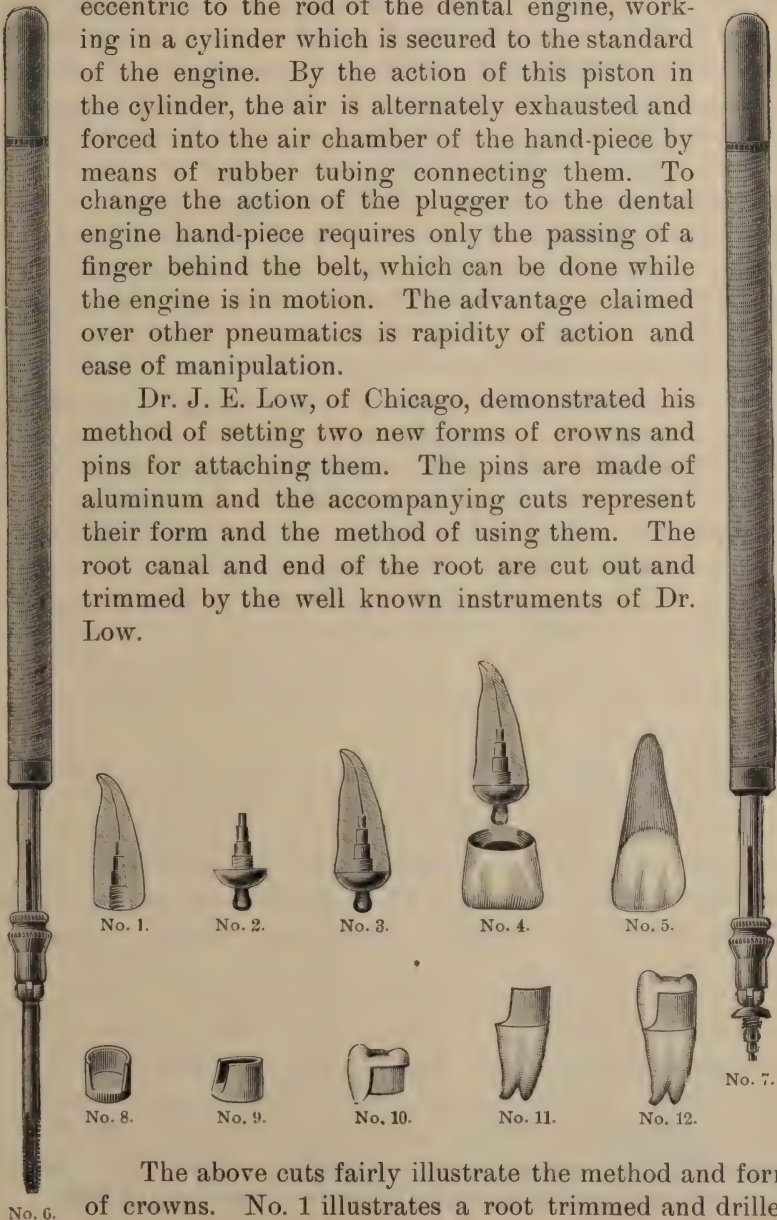 eccentric to the rod of the dental engine, work-
ing in a cylinder which is secured to the standard
of the engine. By the action of this piston in
the cylinder, the air is alternately exhausted and
forced into the air chamber of the hand-piece by
means of rubber tubing connecting them. To
change the action of the plugger to the dental
engine hand-piece requires only the passing of a
finger behind the belt, which can be done while
the engine is in motion. The advantage claimed
over other pneumatics is rapidity of action and
ease of manipulation.
Dr. J. E. Low, of Chicago, demonstrated his
method of setting two new forms of crowns and
pins for attaching them. The pins are made of
aluminum and the accompanying cuts represent
their form and the method of using them. The
root canal and end of the root are cut out and
trimmed by the well known instruments of Dr.
Low.
No. 1. No. 2. No. 3. No. 4. No. 5.
No. 7.
No. 8. No. 9. No. 10. No. 11. No. 12.
The above cuts fairly illustrate the method and for
No. 6. of crowns. No. 1 illustrates a root trimmed and drille